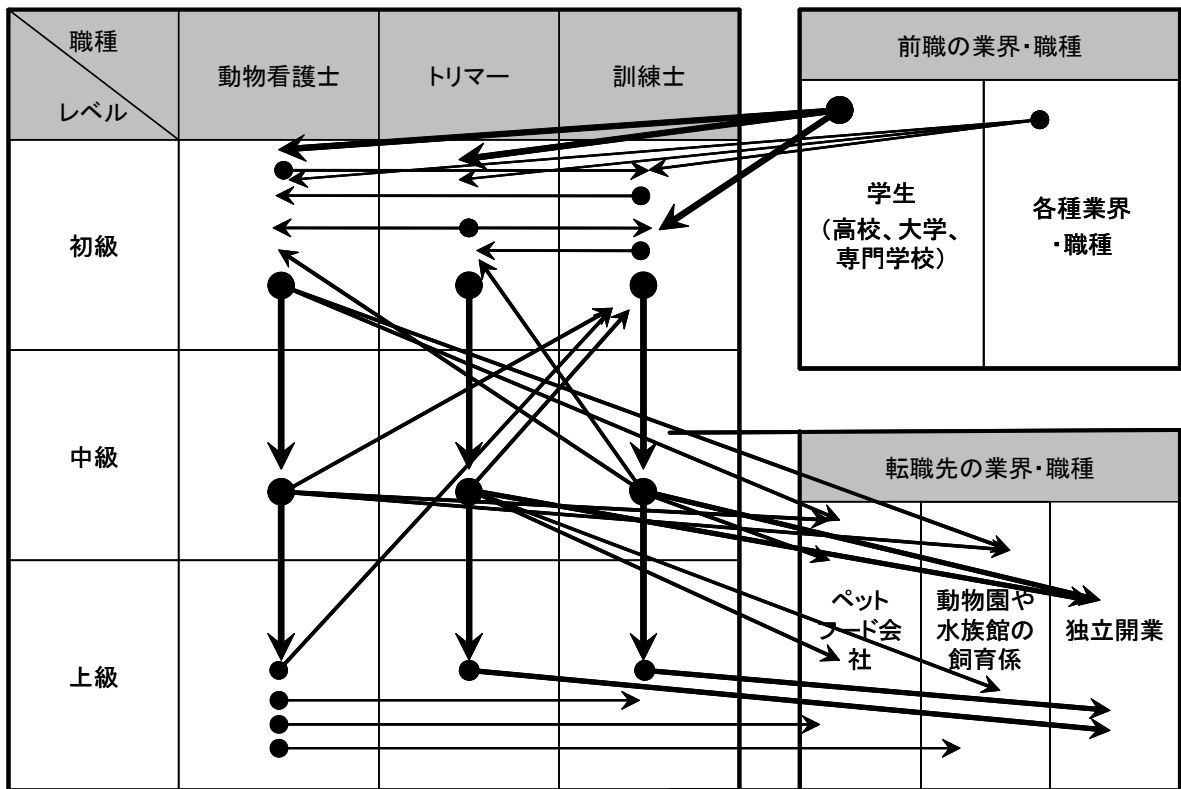 職種
レベル
動物看護士
トリマー
訓練士
前職の業界・職種
学生
（高校、大学、
専門学校）
各種業界
・職種
初級
中級
転職先の業界・職種
上級
ペット
フード会
社
動物園や
水族館の
飼育係
独立開業